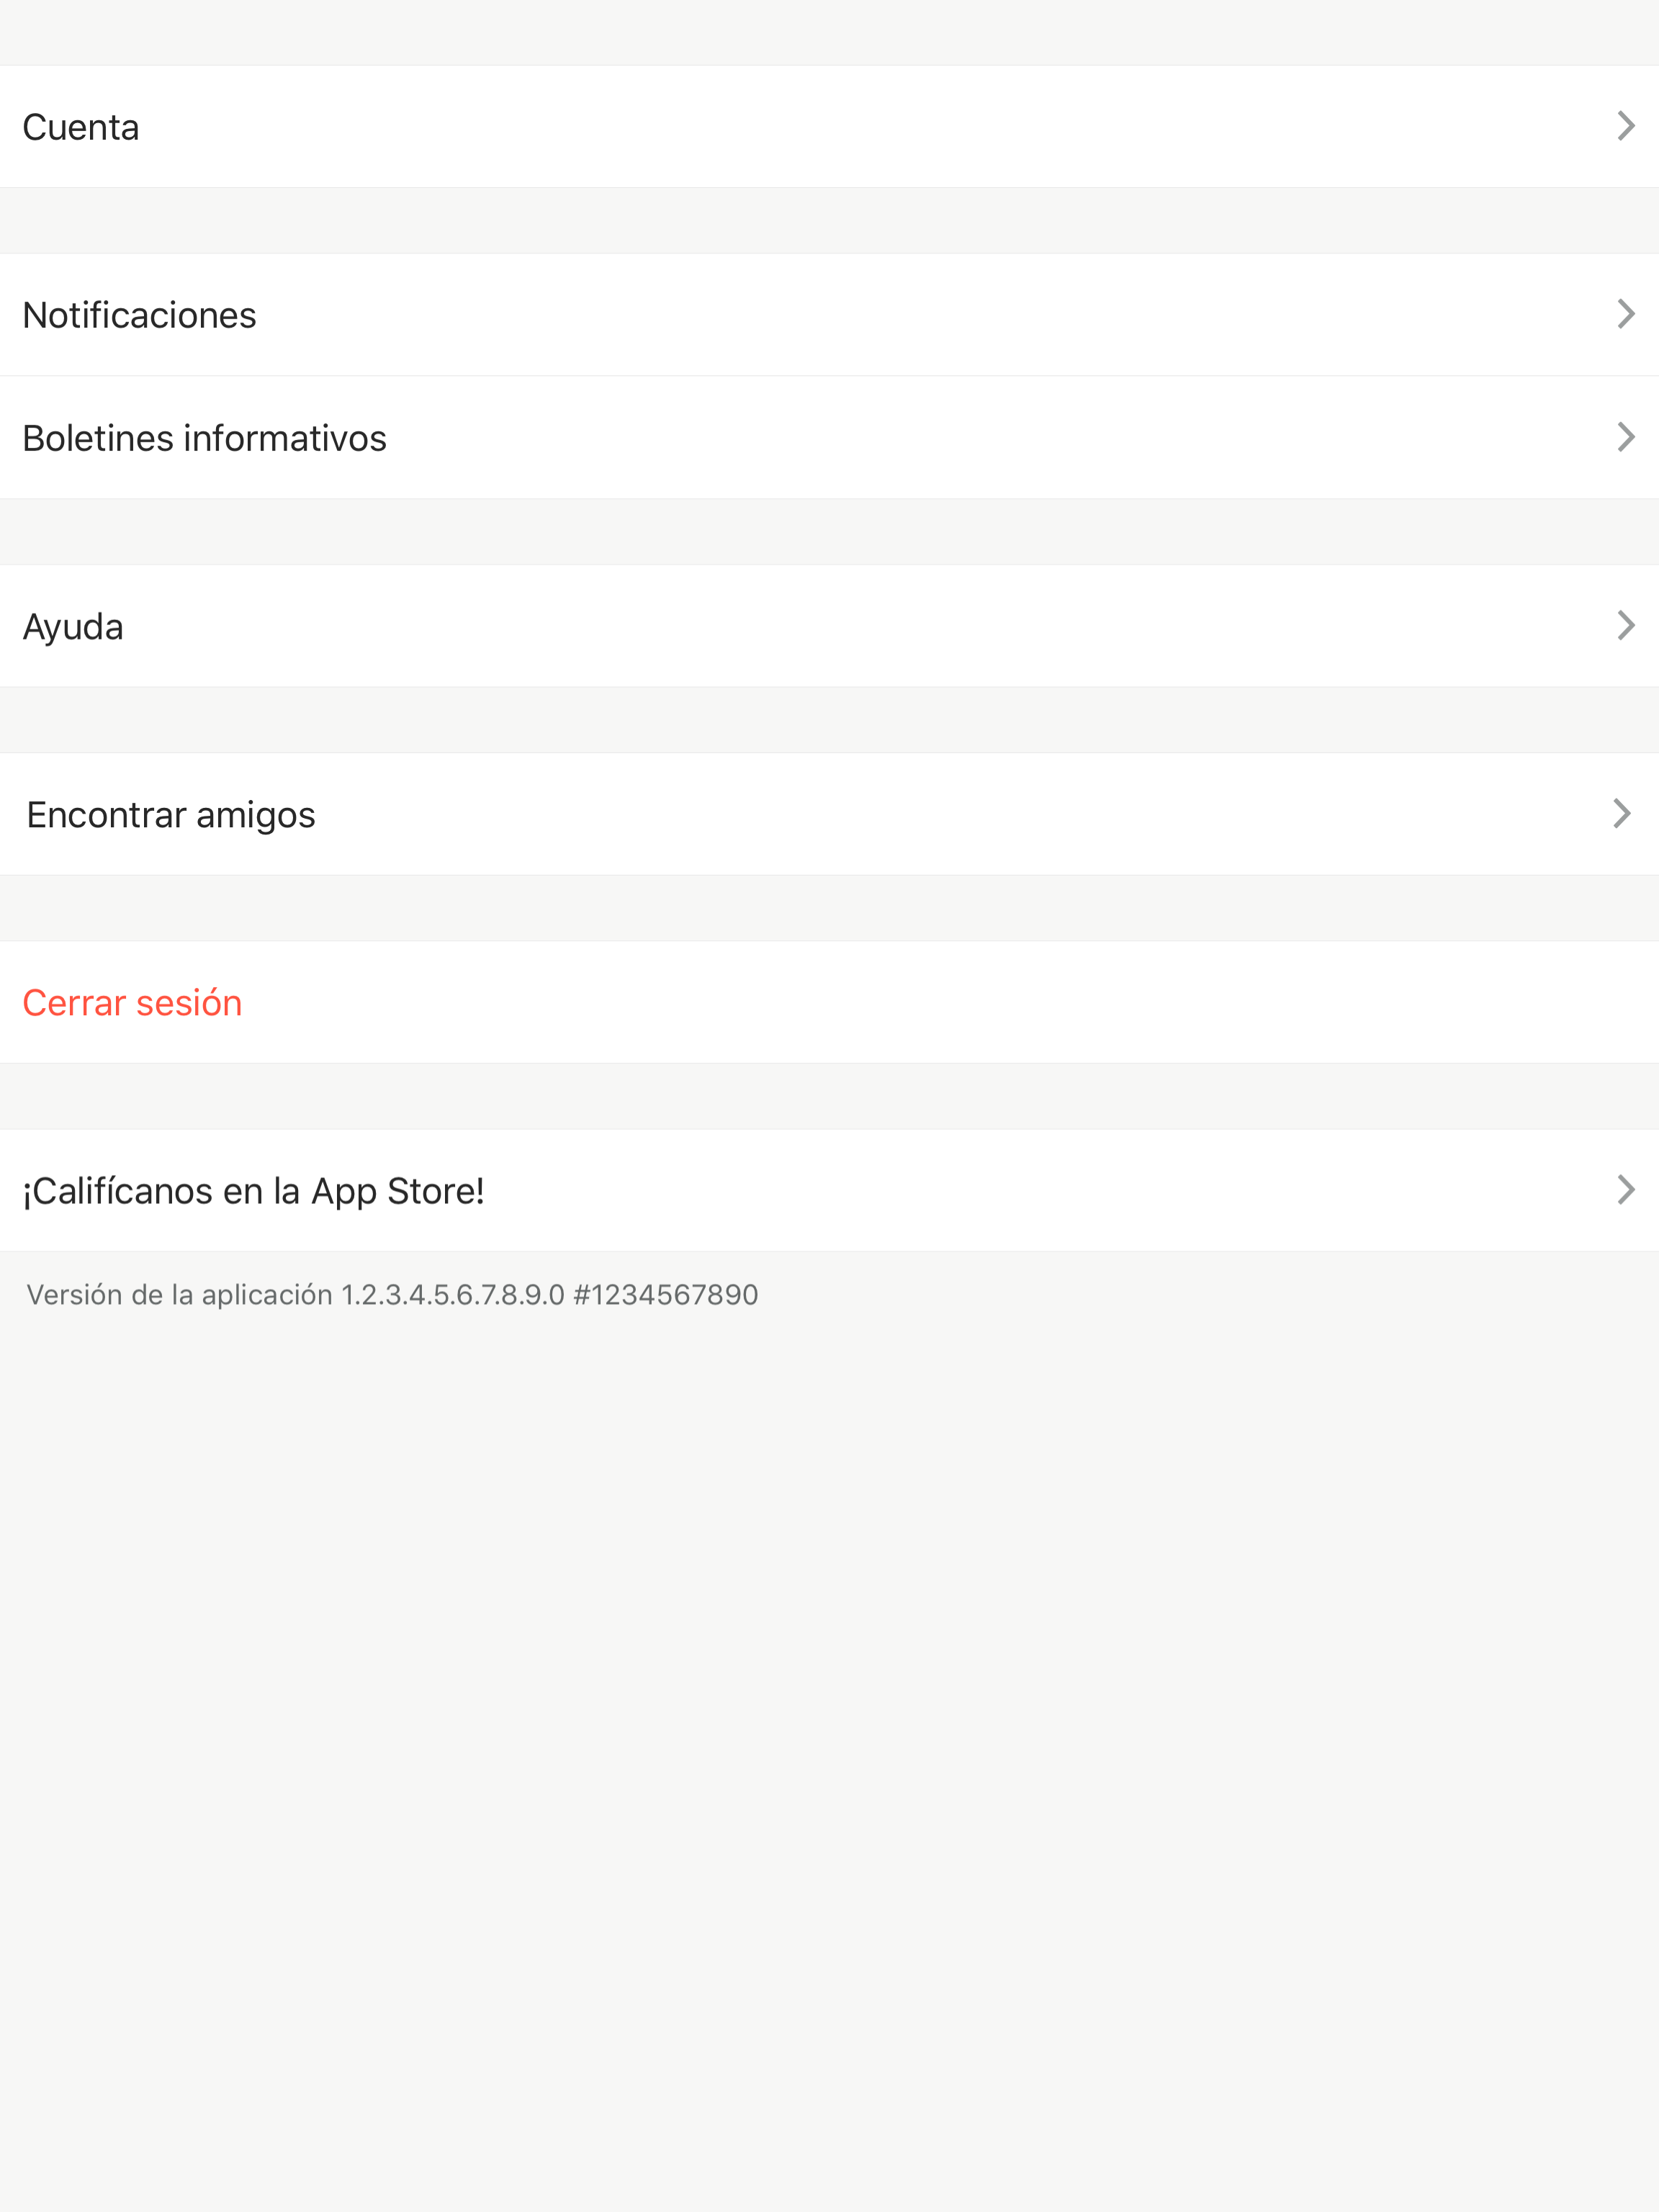 Cuenta
Notificaciones
Boletines informativos
Ayuda
Encontrar amigos
Cerrar sesión
¡Califícanos en la App Store!
Versión de la aplicación 1.2.3.4.5.6.7.8.9.0 #1234567890